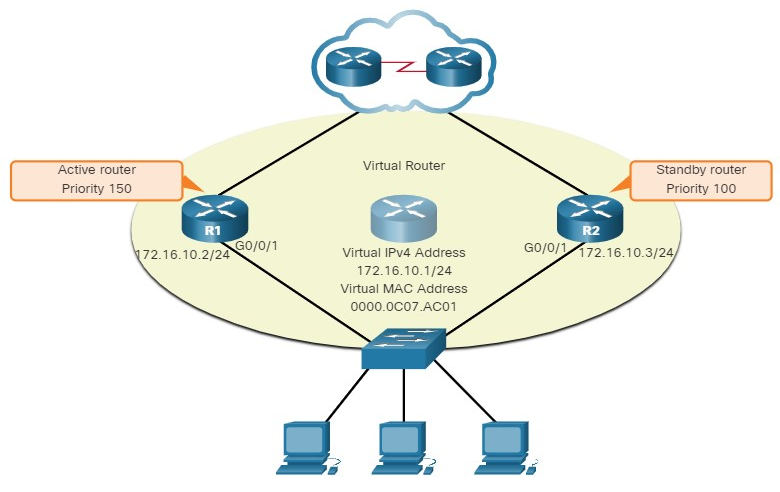 Virtual Router
Active router
Priority 150
Standby router
Priority 100
R1
R2
G0/0/1
172.16.10.2/24
G0/0/1
172.16.10.3/24
Virtual IPv4 Address
172.16.10.1/24
Virtual MAC Address
0000.0C07.AC01